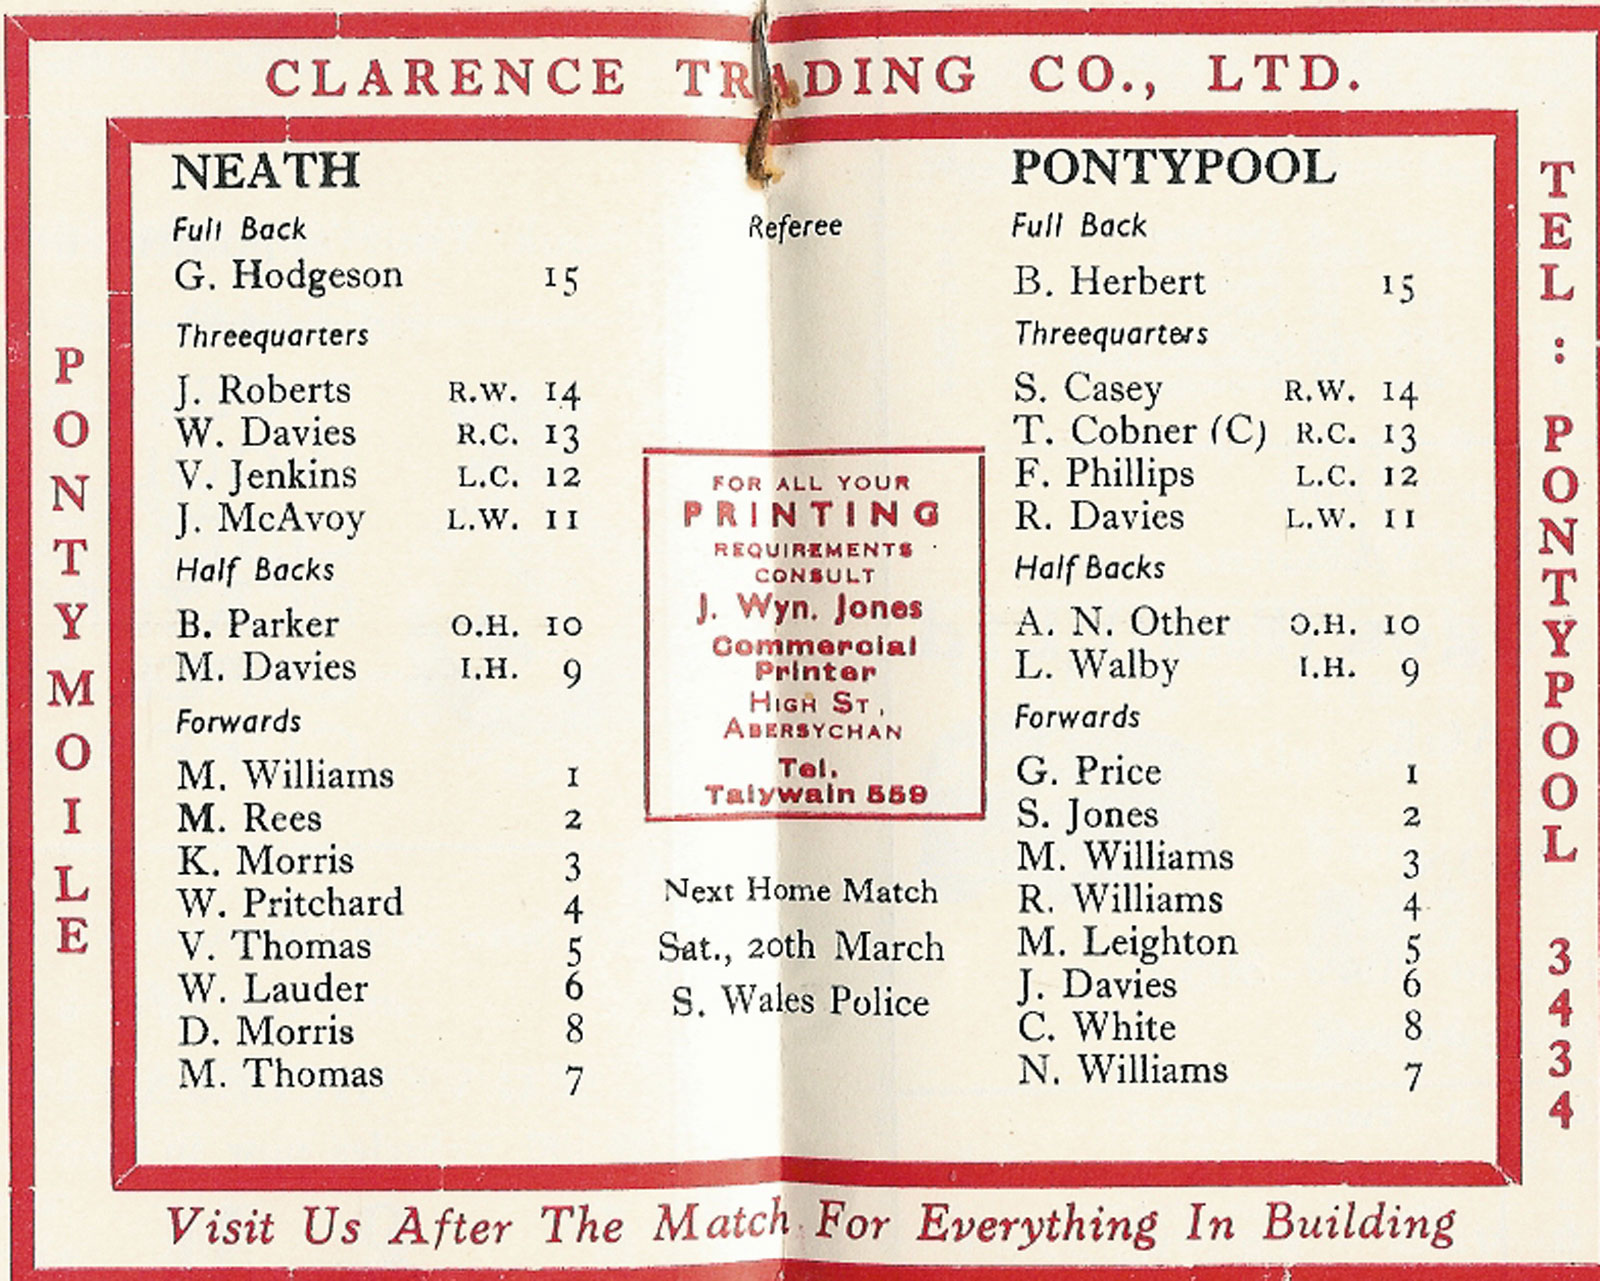 CLARENCE TRADING CO., LTD.
PONTYMOILE
NEATH
Full Back
G. Hodgeson 15
Threequarters
J. Roberts R.W. 14
W. Davies R.C. 13
V. Jenkins L.C. 12
J. McAvoy L.W. 11
Half Backs
B. Parker O.H. 10
M. Davies I.H. 9
Forwards
M. Williams 1
M. Rees 2
K. Morris 3
W. Pritchard 4
V. Thomas 5
W. Lauder 6
D. Morris 8
M. Thomas 7
Referee
FOR ALL YOUR
PRINTING
REQUIREMENTS
CONSULT
J. Wyn. Jones
Commercial
Printer
HIGH ST,
ABERSYCHAN
Tel.
Talywain 559
Next Home Match
Sat., 20th March
S. Wales Police
PONTYPOOL
Full Back
B. Herbert 15
Threequarters
S. Casey R.W. 14
T. Cobner (C) R.C. 13
F. Phillips L.C. 12
R. Davies L.W. 11
Half Backs
A. N. Other O.H. 10
L. Walby I.H. 9
Forwards
G. Price 1
S. Jones 2
M. Williams 3
R. Williams 4
M. Leighton 5
J. Davies 6
C. White 8
N. Williams 7
TEL: PONTYPOOL 3434
Visit Us After The Match For Everything In Building